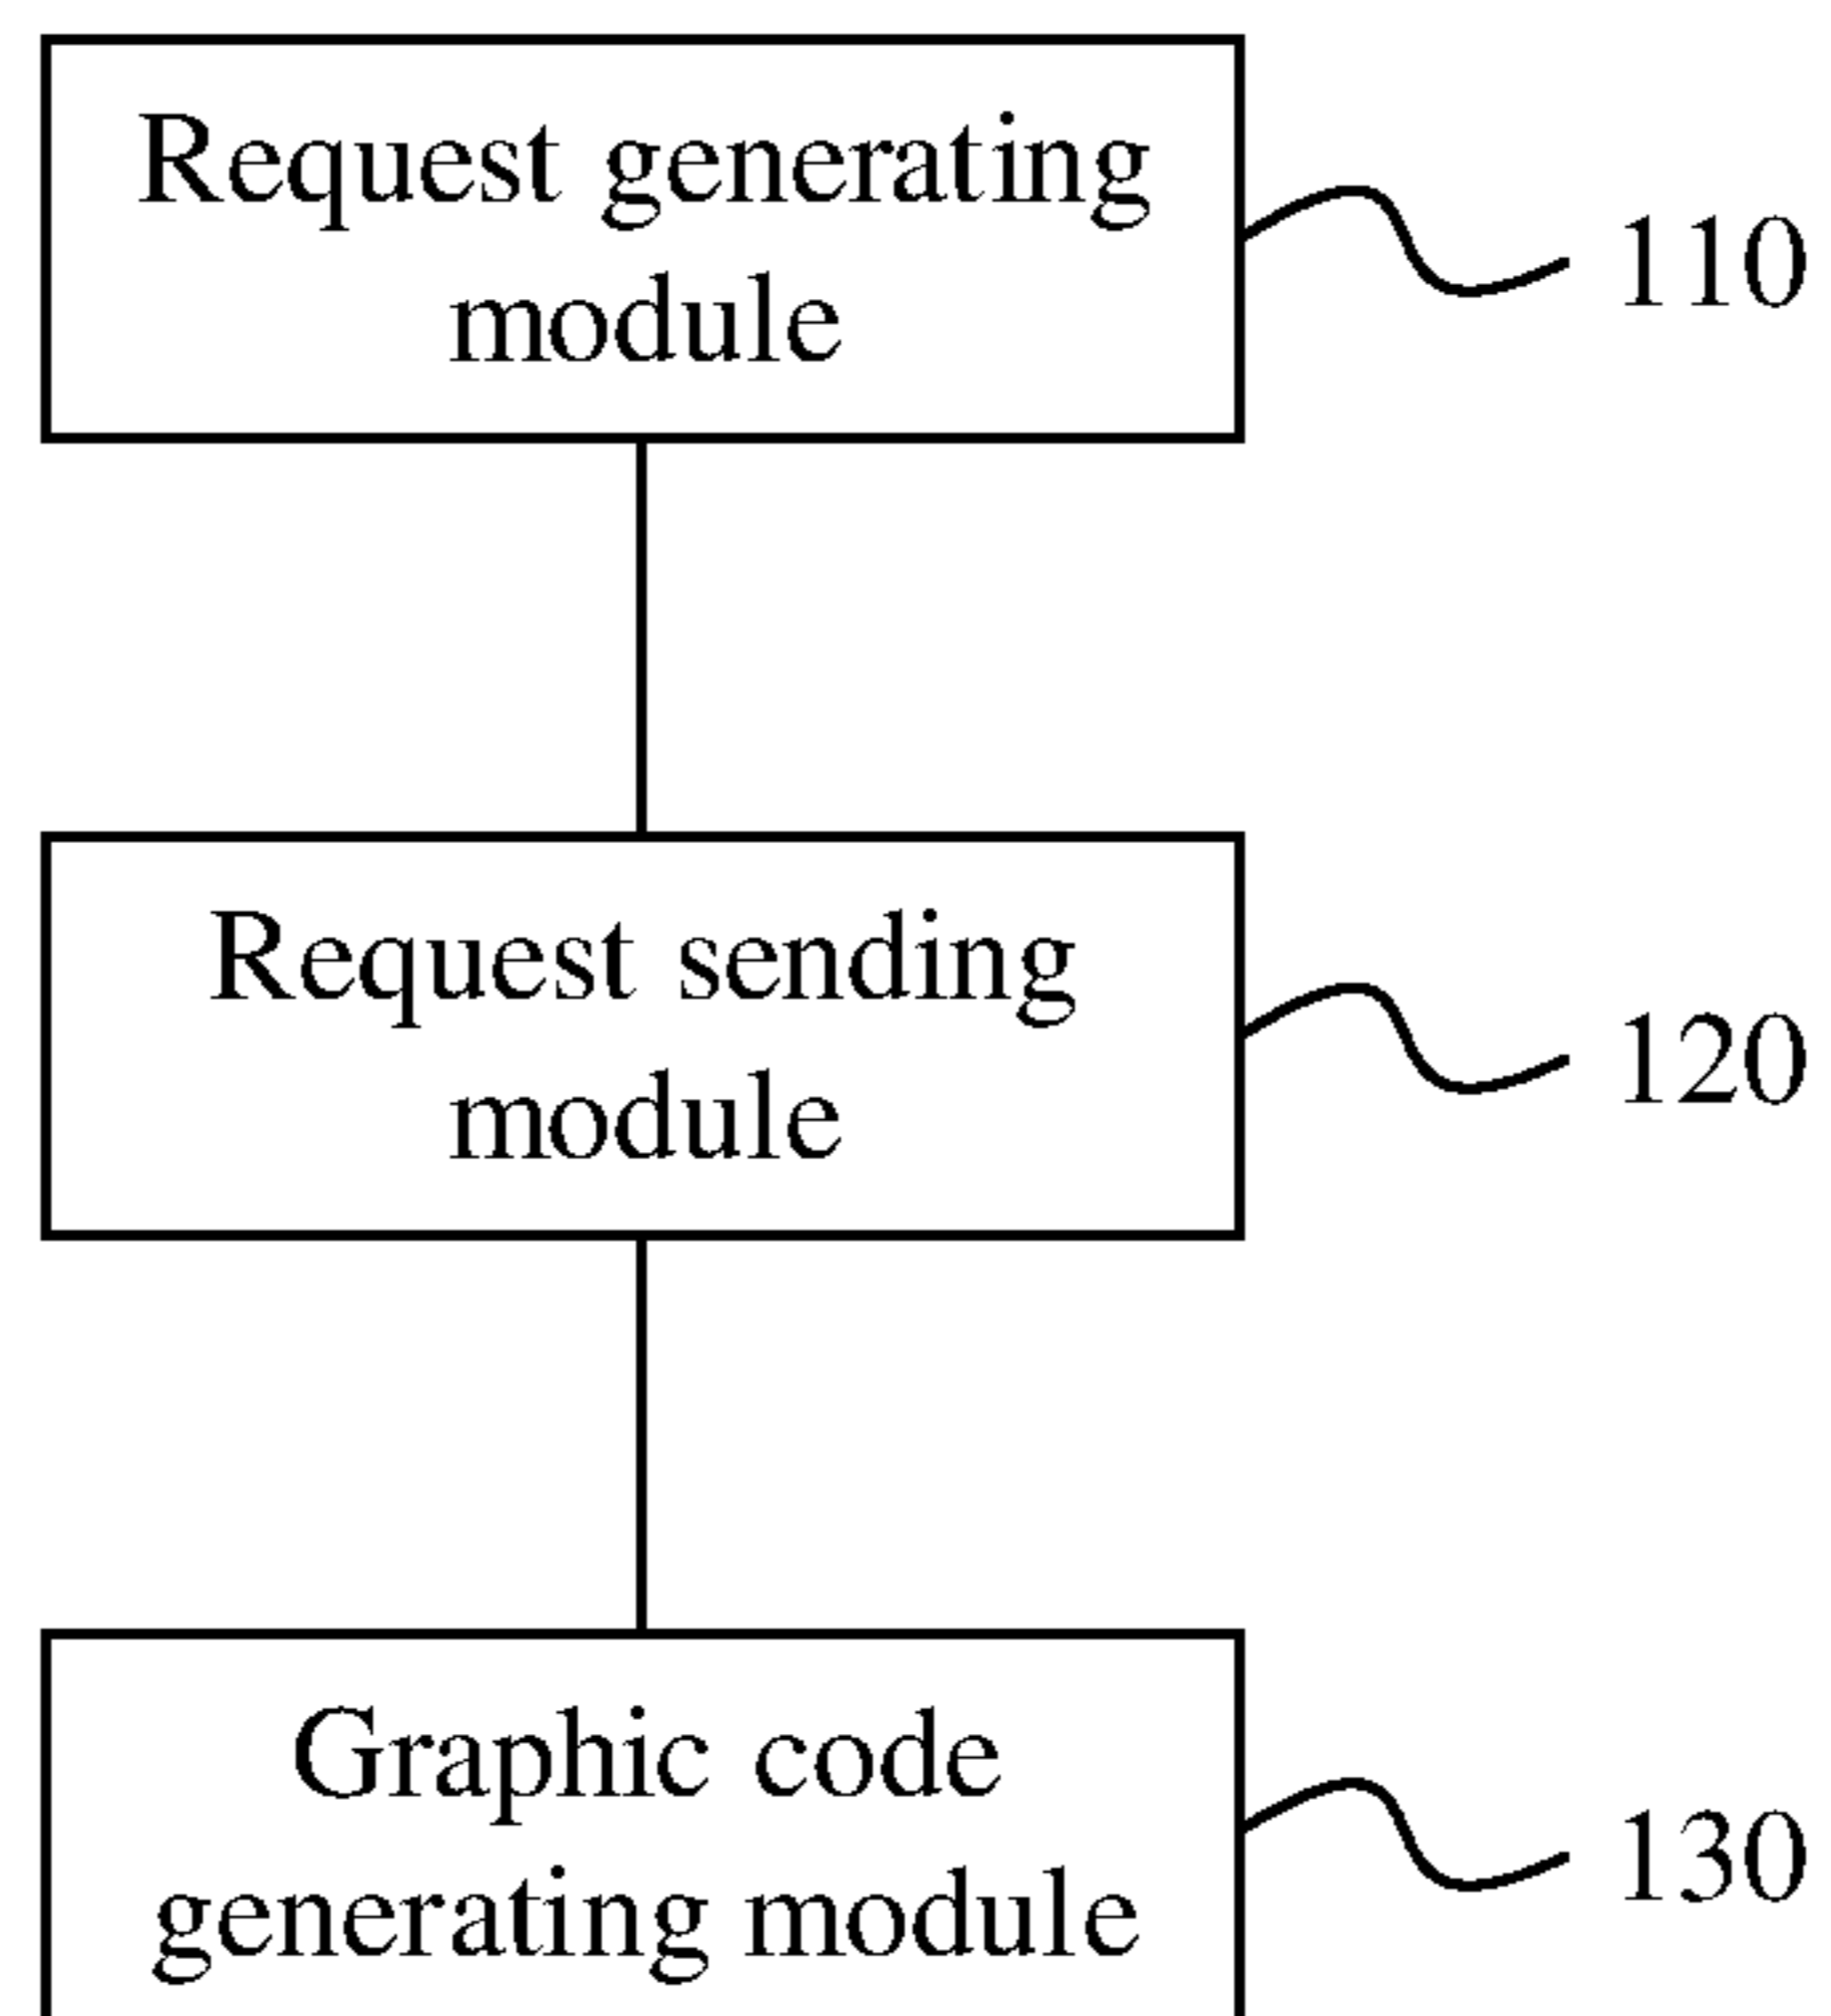 Request generating
module
110
Request sending
module
120
Graphic code
generating module
130